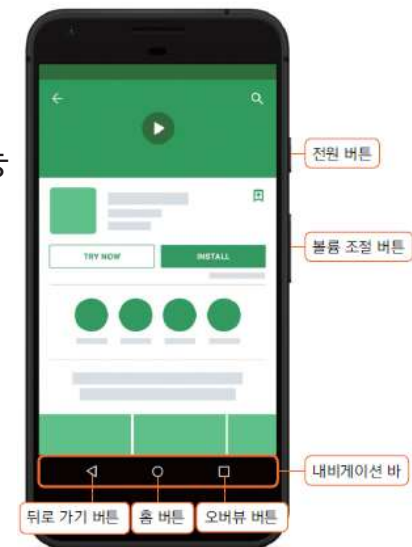 능
전원 버튼
볼륨 조절 버튼
TRY NOW
INSTALL
내비게이션 바
뒤로 가기 버튼
홈 버튼
오버뷰 버튼